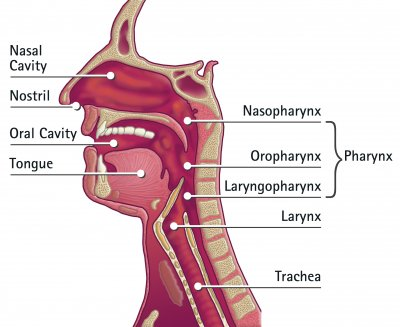 Nasal
Cavity
Nostril
Oral Cavity
Tongue
Nasopharynx
Oropharynx
Pharynx
Laryngopharynx
Larynx
Trachea